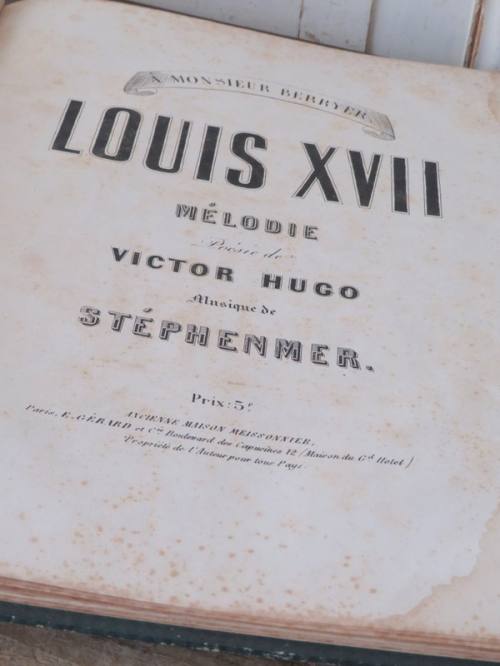 A MONSIEUR BERRYER
LOUIS XVII
MÉLODIE
Poésie de
VICTOR HUGO
Musique de
STÉPHENMER.
Prix: 5f
ANCIENNE MAISON MEISSONNIER,
Paris, E. GÉRARD et Cie Boulevard des Capucines 12 (Maison du Gd Hotel)
Propriété de l'Auteur pour tous Pays.